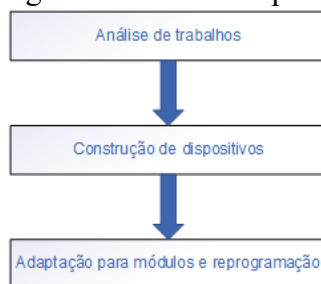 Análise de trabalhos
Construção de dispositivos
Adaptação para módulos e reprogramação